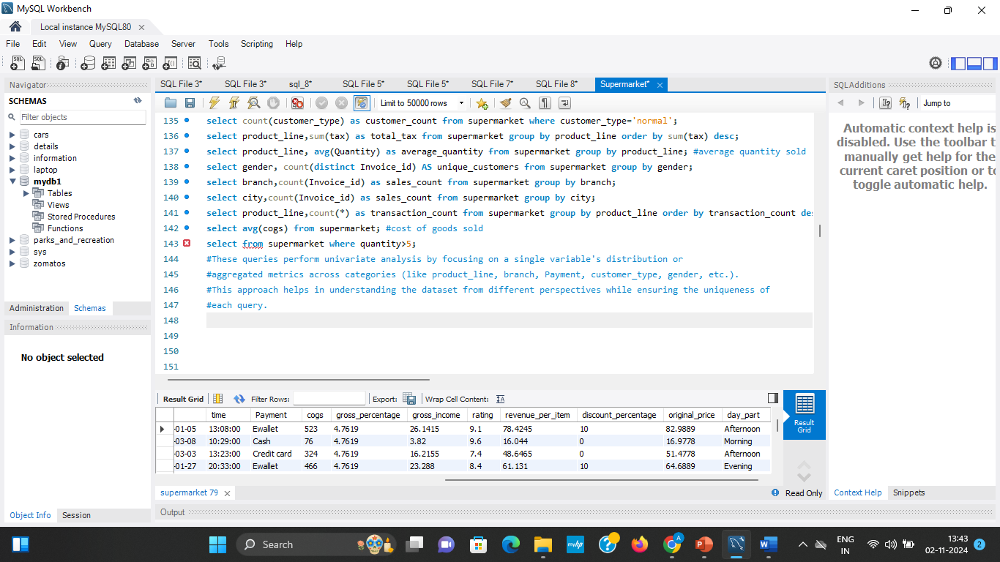 MySQL Workbench
Local instance MySQL80
File Edit View Query Database Server Tools Scripting Help
Navigator
SCHEMAS
Filter objects
cars
details
information
laptop
mydb1
Tables
Views
Stored Procedures
Functions
parks_and_recreation
sys
zomatos
Administration Schemas
Information
No object selected
Object Info Session
SQL File 3* SQL File 3* sql_8* SQL File 5* SQL File 5* SQL File 7* SQL File 8* Supermarket*
Limit to 50000 rows
135 select count(customer_type) as customer_count from supermarket where customer_type='normal';
136 select product_line,sum(tax) as total_tax from supermarket group by product_line order by sum(tax) desc;
137 select product_line, avg(Quantity) as average_quantity from supermarket group by product_line; #average quantity sold
138 select gender, count(distinct Invoice_id) AS unique_customers from supermarket group by gender;
139 select branch,count(Invoice_id) as sales_count from supermarket group by branch;
140 select city,count(Invoice_id) as sales_count from supermarket group by city;
141 select product_line,count(*) as transaction_count from supermarket group by product_line order by transaction_count des
142 select avg(cogs) from supermarket; #cost of goods sold
143 select from supermarket where quantity>5;
144 #These queries perform univariate analysis by focusing on a single variable's distribution or
145 #aggregated metrics across categories (like product_line, branch, Payment, customer_type, gender, etc.).
146 #This approach helps in understanding the dataset from different perspectives while ensuring the uniqueness of
147 #each query.
148
149
150
151
Result Grid Filter Rows: Export: Wrap Cell Content:
time Payment cogs gross_percentage gross_income rating revenue_per_item discount_percentage original_price day_part
-01-05 13:08:00 Ewallet 523 4.7619 26.1415 9.1 78.4245 10 82.9889 Afternoon
-03-08 10:29:00 Cash 76 4.7619 3.82 9.6 16.044 0 16.9778 Morning
-03-03 13:23:00 Credit card 324 4.7619 16.2155 7.4 48.6465 0 51.4778 Afternoon
-01-27 20:33:00 Ewallet 466 4.7619 23.288 8.4 61.131 10 64.6889 Evening
Result
Grid
supermarket 79
Read Only
Output
SQLAdditions
Jump to
Automatic context help is
disabled. Use the toolbar t
manually get help for the
current caret position or to
toggle automatic help.
Context Help Snippets
Search
ENG
IN
13:43
02-11-2024
2